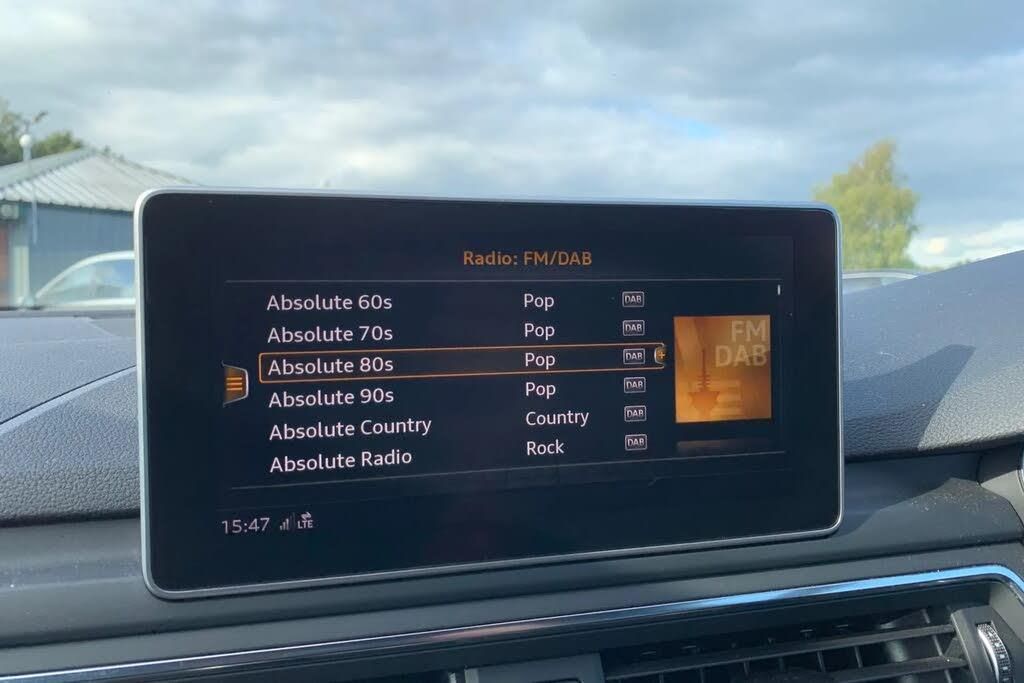 Radio: FM/DAB
Absolute 60s Pop DAB
Absolute 70s Pop DAB
Absolute 80s Pop DAB +
Absolute 90s Pop DAB
Absolute Country Country DAB
Absolute Radio Rock DAB
FM
DAB
15:47 LTE